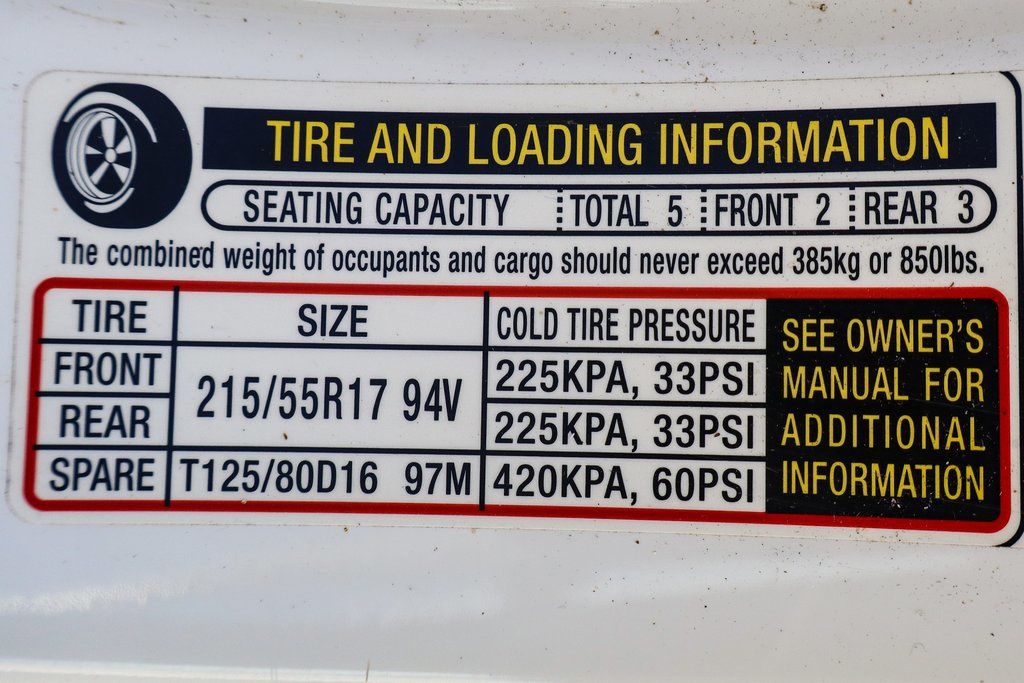 TIRE AND LOADING INFORMATION
SEATING CAPACITY TOTAL 5 FRONT 2 REAR 3
The combined weight of occupants and cargo should never exceed 385kg or 850lbs.
TIRE SIZE COLD TIRE PRESSURE
FRONT 215/55R17 94V 225KPA, 33PSI
REAR 225KPA, 33PSI
SPARE T125/80D16 97M 420KPA, 60PSI
SEE OWNER'S
MANUAL FOR
ADDITIONAL
INFORMATION